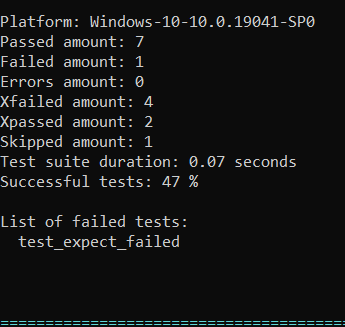 Platform: Windows-10-10.0.19041-SP0
Passed amount: 7
Failed amount: 1
Errors amount: 0
Xfailed amount: 4
Xpassed amount: 2
Skipped amount: 1
Test suite duration: 0.07 seconds
Successful tests: 47 %
List of failed tests:
test_expect_failed
======================================